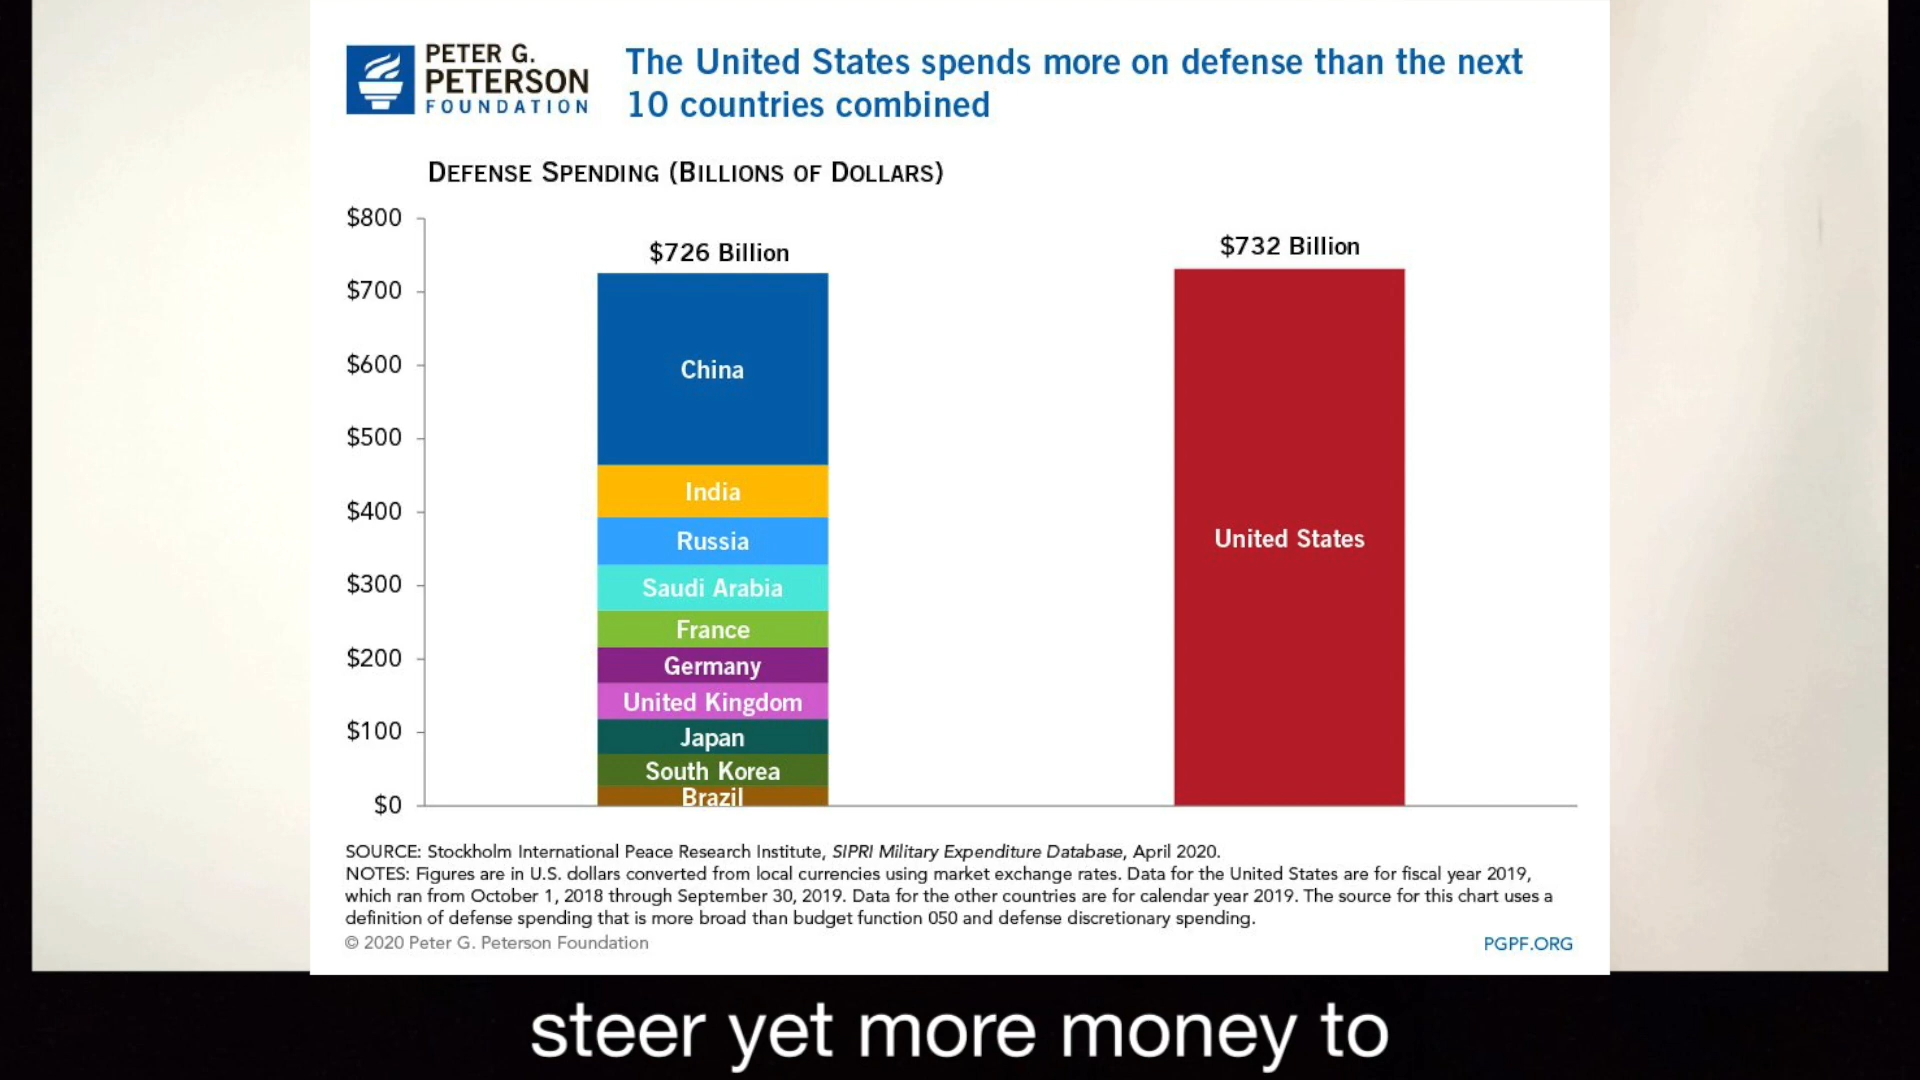 PETER G.
PETERSON
FOUNDATION
The United States spends more on defense than the next
10 countries combined
DEFENSE SPENDING (BILLIONS OF DOLLARS)
$800
$700
$600
$500
$400
$300
$200
$100
$0
$726 Billion
China
India
Russia
Saudi Arabia
France
Germany
United Kingdom
Japan
South Korea
Brazil
$732 Billion
United States
SOURCE: Stockholm International Peace Research Institute, SIPRI Military Expenditure Database, April 2020.
NOTES: Figures are in U.S. dollars converted from local currencies using market exchange rates. Data for the United States are for fiscal year 2019,
which ran from October 1, 2018 through September 30, 2019. Data for the other countries are for calendar year 2019. The source for this chart uses a
definition of defense spending that is more broad than budget function 050 and defense discretionary spending.
© 2020 Peter G. Peterson Foundation
PGPF.ORG
steer yet more money to